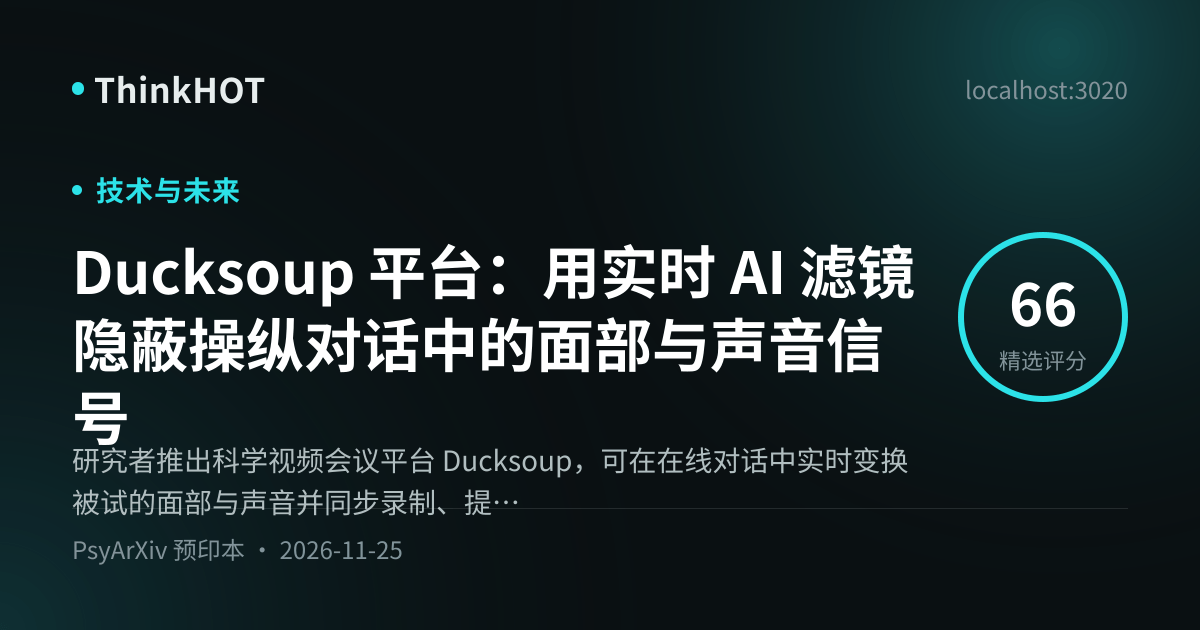 ThinkHOT
localhost:3020
技术与未来
Ducksoup 平台：用实时 AI 滤镜
隐蔽操纵对话中的面部与声音信
号
66
精选评分
研究者推出科学视频会议平台 Ducksoup，可在在线对话中实时变换
被试的面部与声音并同步录制、提…
PsyArXiv 预印本 · 2026-11-25